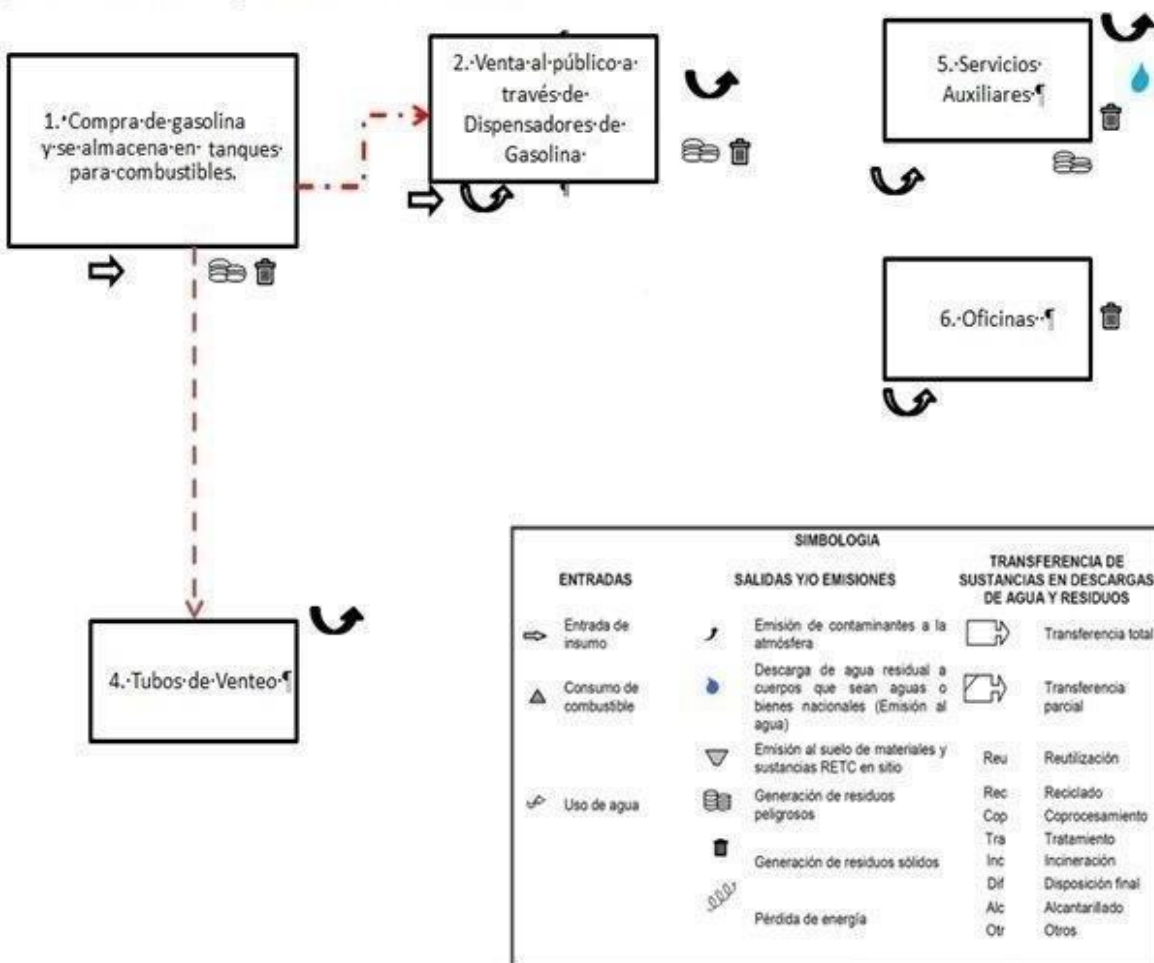 1.·Compra·de·gasolina
y·se·almacena·en· tanques·
para·combustibles.
2.·Venta·al·público·a·
través·de·
Dispensadores·de·
Gasolina·
¶
5.·Servicios·
Auxiliares·¶
6.·Oficinas··¶
4.·Tubos·de·Venteo·¶
SIMBOLOGIA
ENTRADAS
Entrada de
insumo
Consumo de
combustible
Uso de agua
SALIDAS Y/O EMISIONES
Emisión de contaminantes a la
atmósfera
Descarga de agua residual a
cuerpos que sean aguas o
bienes nacionales (Emisión al
agua)
Emisión al suelo de materiales y
sustancias RETC en sitio
Generación de residuos
peligrosos
Generación de residuos sólidos
Pérdida de energía
TRANSFERENCIA DE
SUSTANCIAS EN DESCARGAS
DE AGUA Y RESIDUOS
Transferencia total
Transferencia
parcial
Reu Reutilización
Rec Reciclado
Cop Coprocesamiento
Tra Tratamiento
Inc Incineración
Dif Disposición final
Alc Alcantarillado
Otr Otros